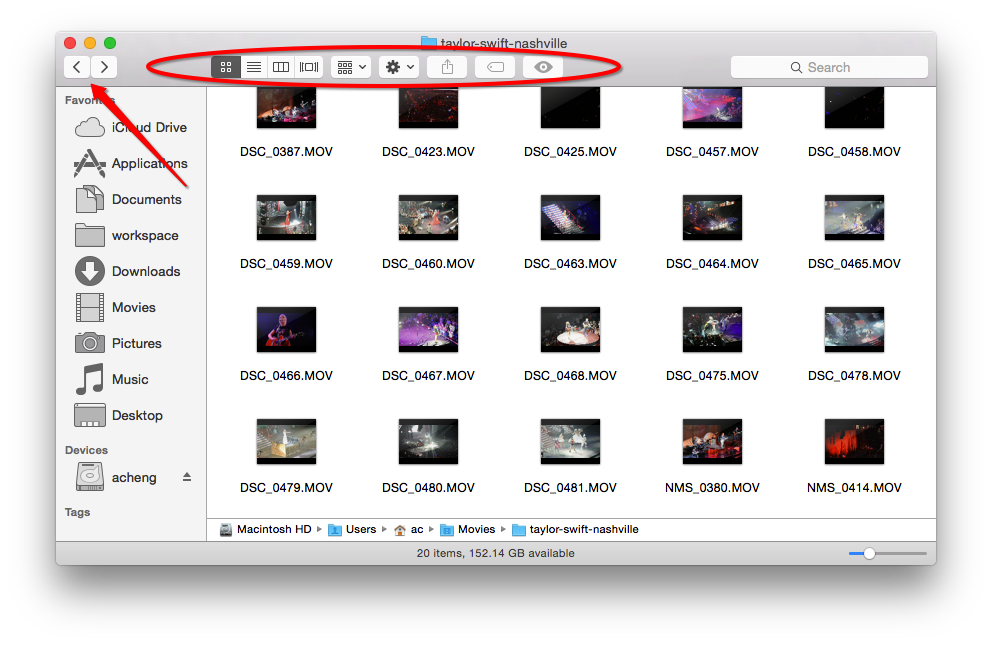 taylor-swift-nashville
Search
Favorites
iCloud Drive
Applications
Documents
workspace
Downloads
Movies
Pictures
Music
Desktop
Devices
acheng
Tags
DSC_0387.MOV DSC_0423.MOV DSC_0425.MOV DSC_0457.MOV DSC_0458.MOV
DSC_0459.MOV DSC_0460.MOV DSC_0463.MOV DSC_0464.MOV DSC_0465.MOV
DSC_0466.MOV DSC_0467.MOV DSC_0468.MOV DSC_0475.MOV DSC_0478.MOV
DSC_0479.MOV DSC_0480.MOV DSC_0481.MOV NMS_0380.MOV NMS_0414.MOV
Macintosh HD Users ac Movies taylor-swift-nashville
20 items, 152.14 GB available